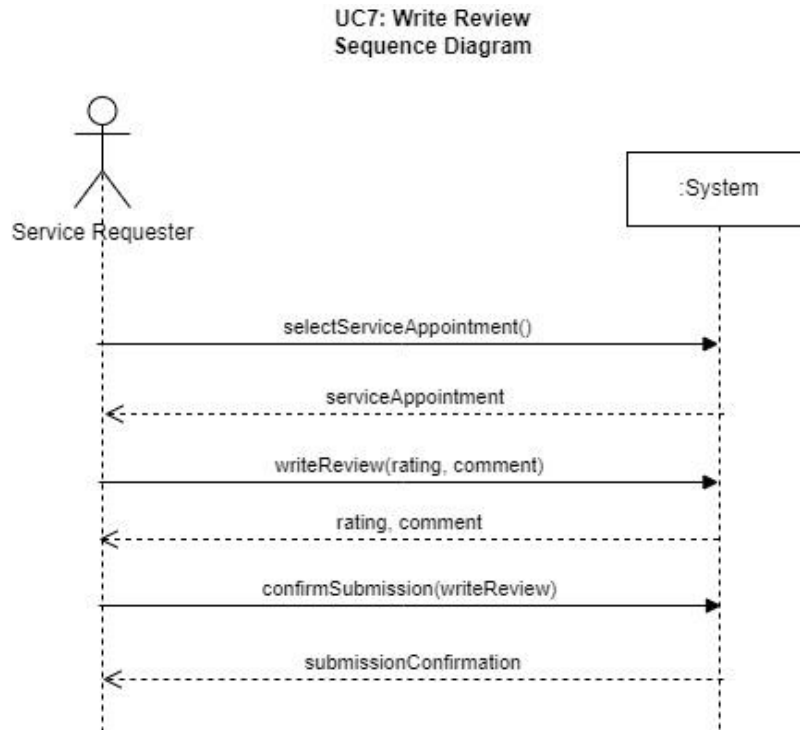 UC7: Write Review
Sequence Diagram
:System
Service Requester
selectServiceAppointment()
serviceAppointment
writeReview(rating, comment)
rating, comment
confirmSubmission(writeReview)
submissionConfirmation